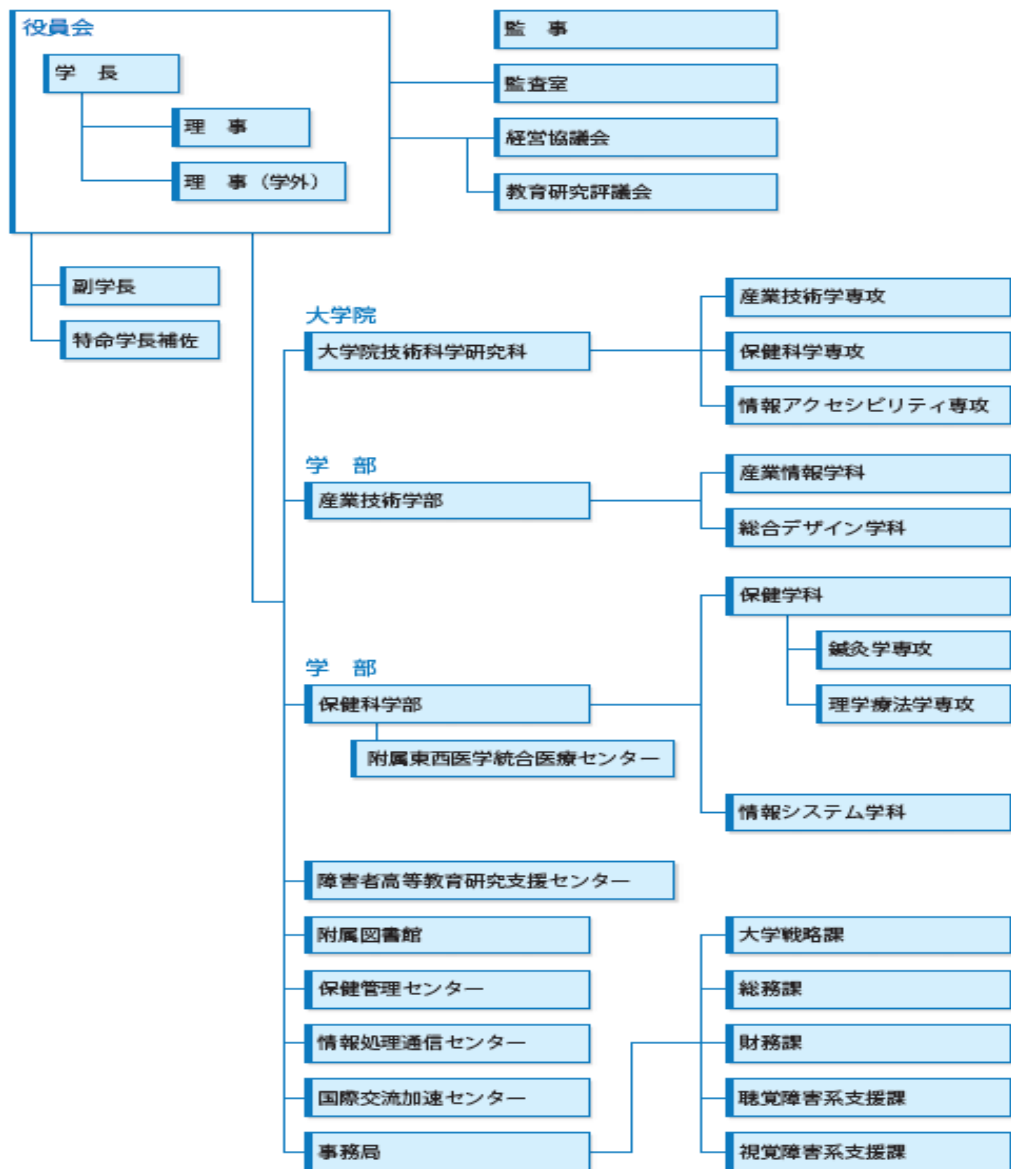 役員会
学　長
理　事
理　事（学外）
監　事
監査室
経営協議会
教育研究評議会
副学長
特命学長補佐
大学院
大学院技術科学研究科
産業技術学専攻
保健科学専攻
情報アクセシビリティ専攻
学　部
産業技術学部
産業情報学科
総合デザイン学科
学　部
保健科学部
附属東西医学統合医療センター
保健学科
鍼灸学専攻
理学療法学専攻
情報システム学科
障害者高等教育研究支援センター
附属図書館
保健管理センター
情報処理通信センター
国際交流加速センター
事務局
大学戦略課
総務課
財務課
聴覚障害系支援課
視覚障害系支援課